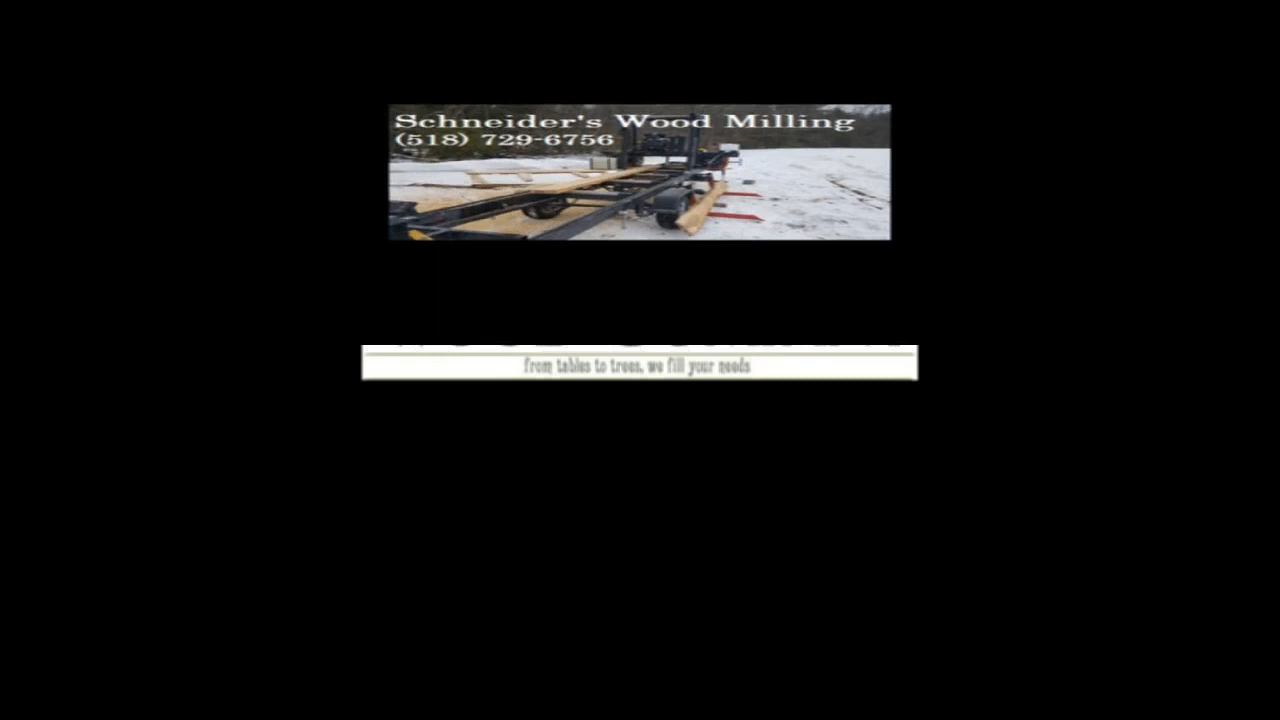 Schneider's Wood Milling
(518) 729-6756
from tables to trees, we fill your needs